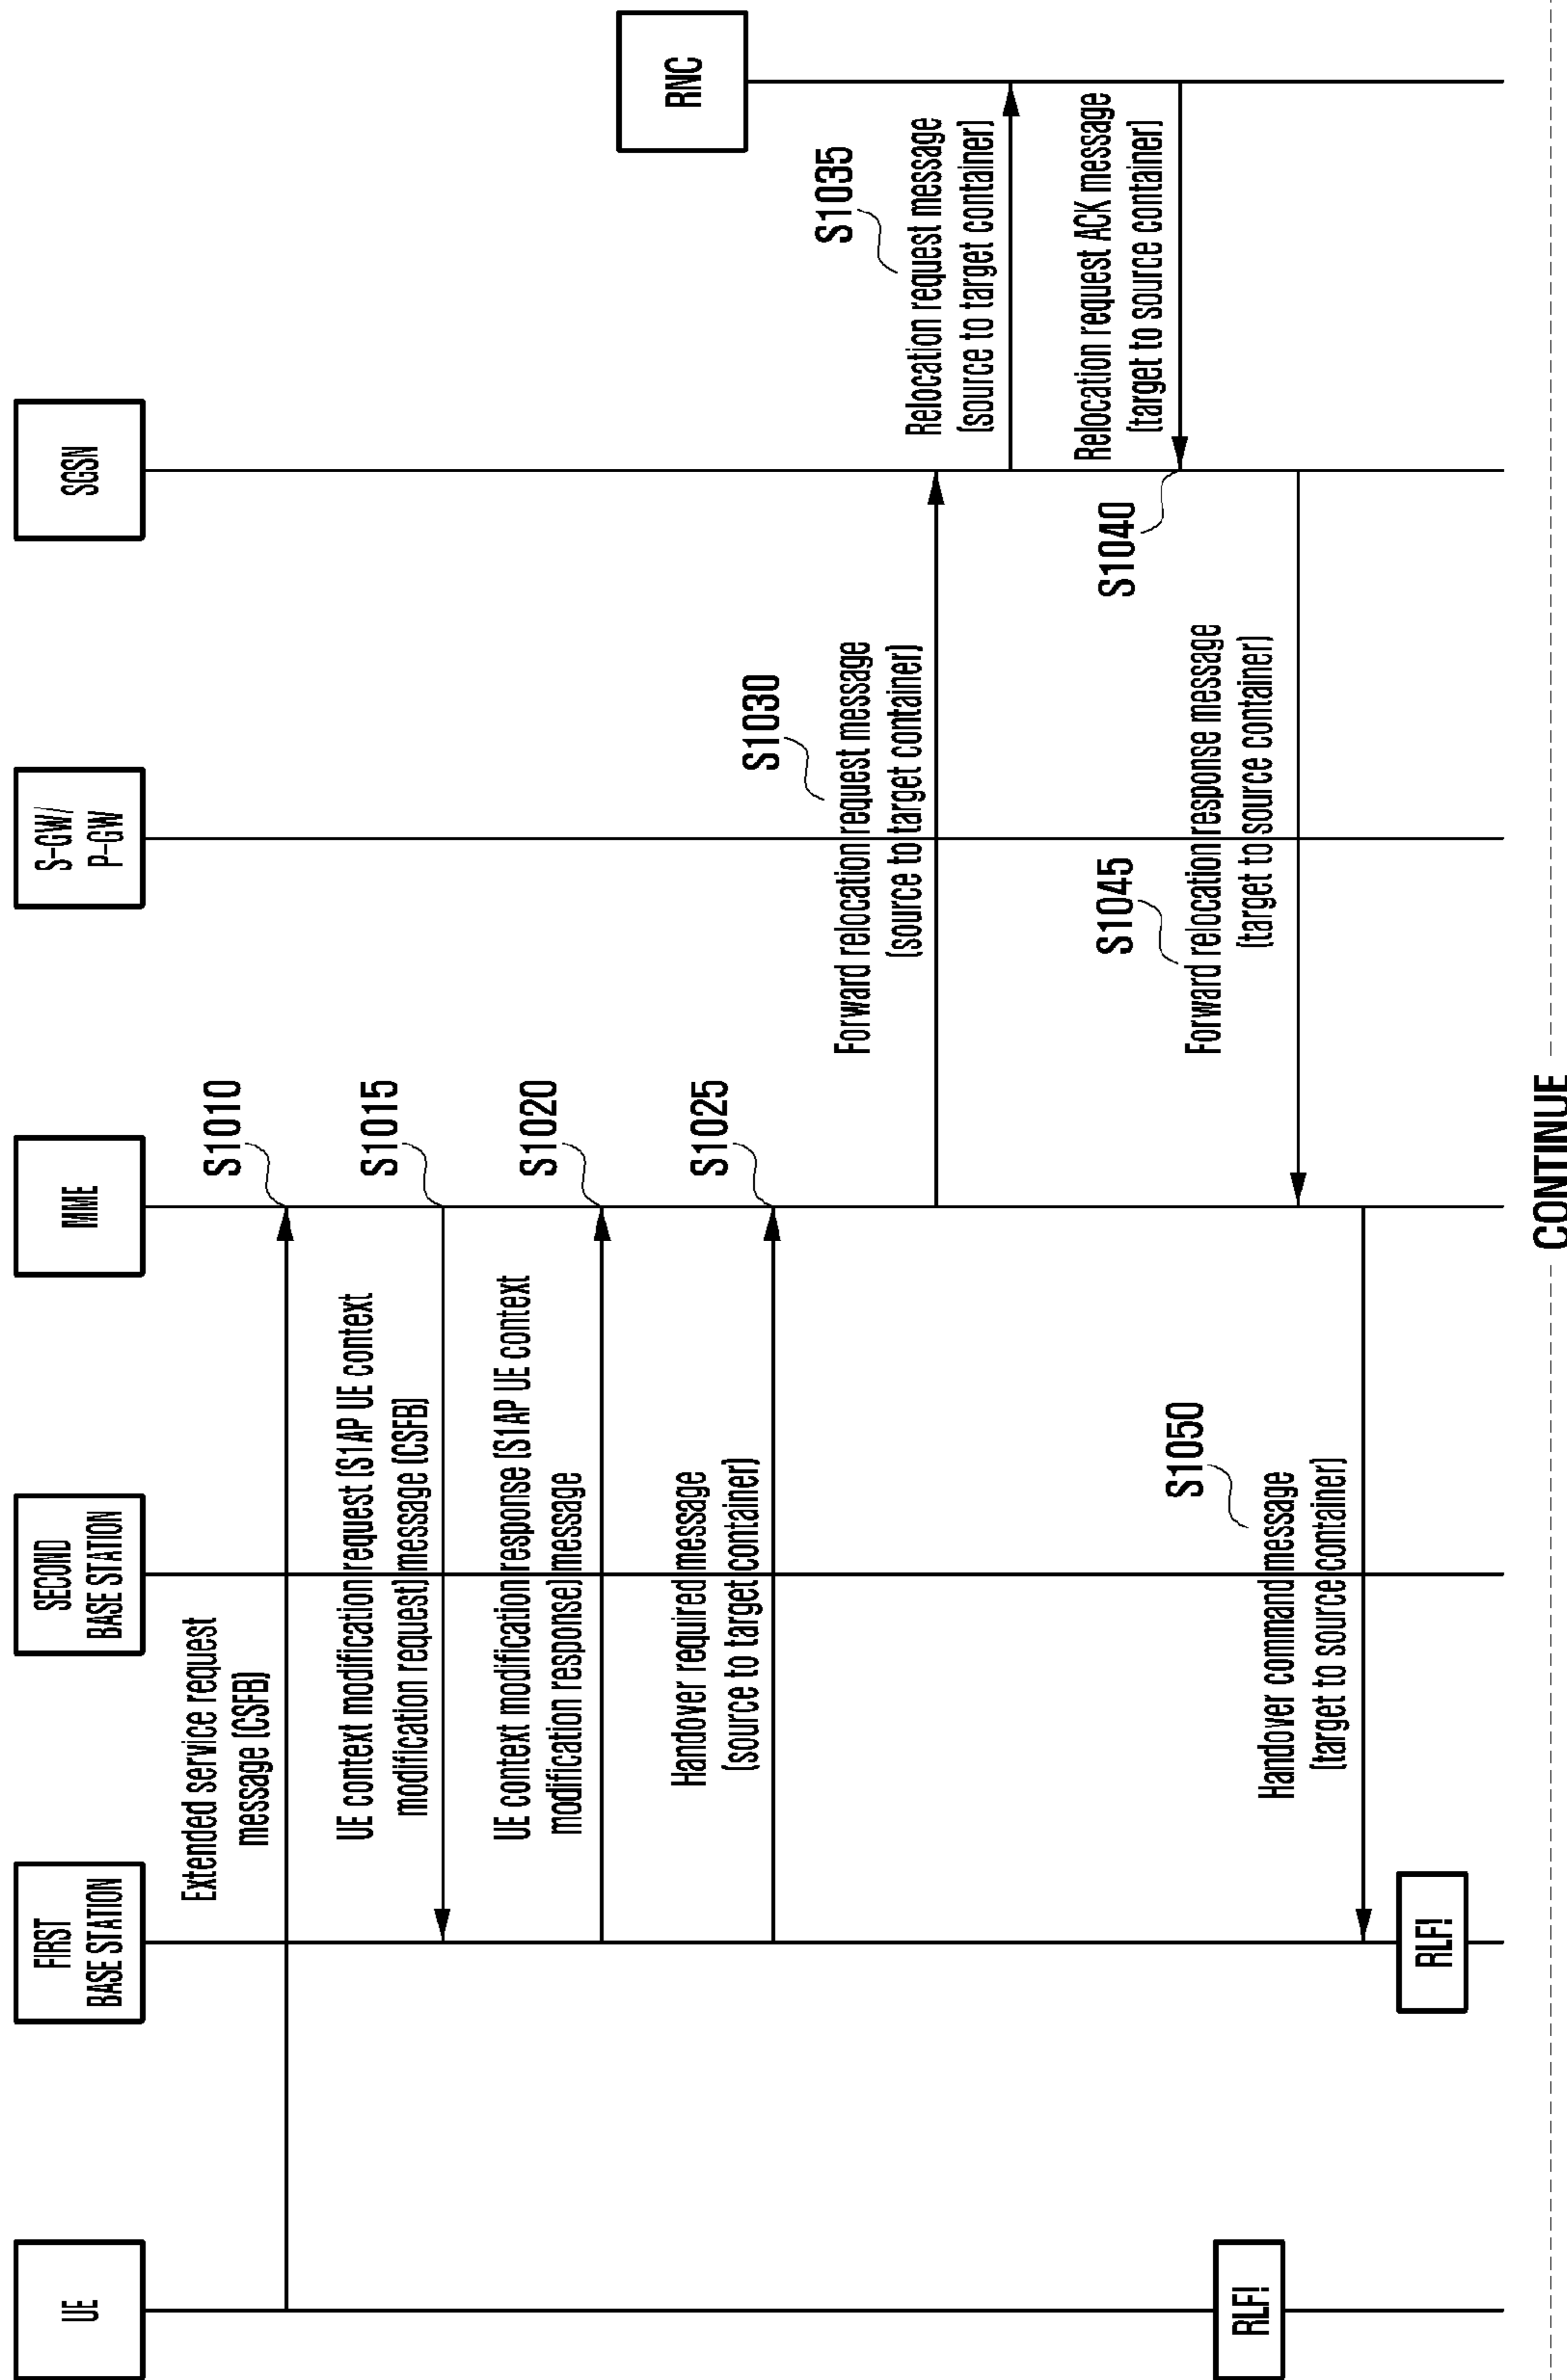 UE
FIRST
BASE STATION
SECOND
BASE STATION
MME
S-GW/
P-GW
SGSN
RNC
Extended service request
message (CSFB)
S1010
UE context modification request (S1AP UE context
modification request) message (CSFB)
S1015
UE context modification response (S1AP UE context
modification response) message
S1020
Handover required message
(source to target container)
S1025
S1030
Forward relocation request message
(source to target container)
S1035
Relocation request message
(source to target container)
Relocation request ACK message
(target to source container)
S1040
S1045
Forward relocation response message
(target to source container)
S1050
Handover command message
(target to source container)
RLF!
RLF!
CONTINUE